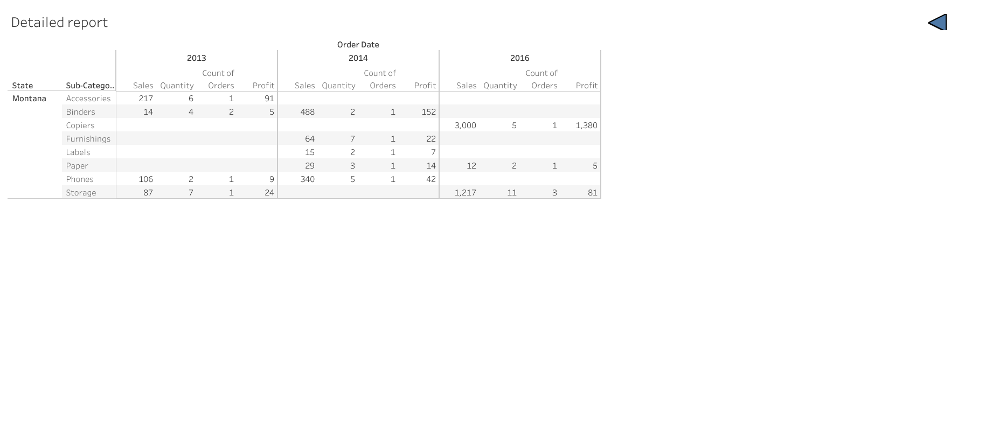 Detailed report
Order Date
2013 2014 2016
Count of Count of Count of
State Sub-Catego.. Sales Quantity Orders Profit Sales Quantity Orders Profit Sales Quantity Orders Profit
Montana Accessories 217 6 1 91
Binders 14 4 2 5 488 2 1 152
Copiers 3,000 5 1 1,380
Furnishings 64 7 1 22
Labels 15 2 1 7
Paper 29 3 1 14 12 2 1 5
Phones 106 2 1 9 340 5 1 42
Storage 87 7 1 24 1,217 11 3 81